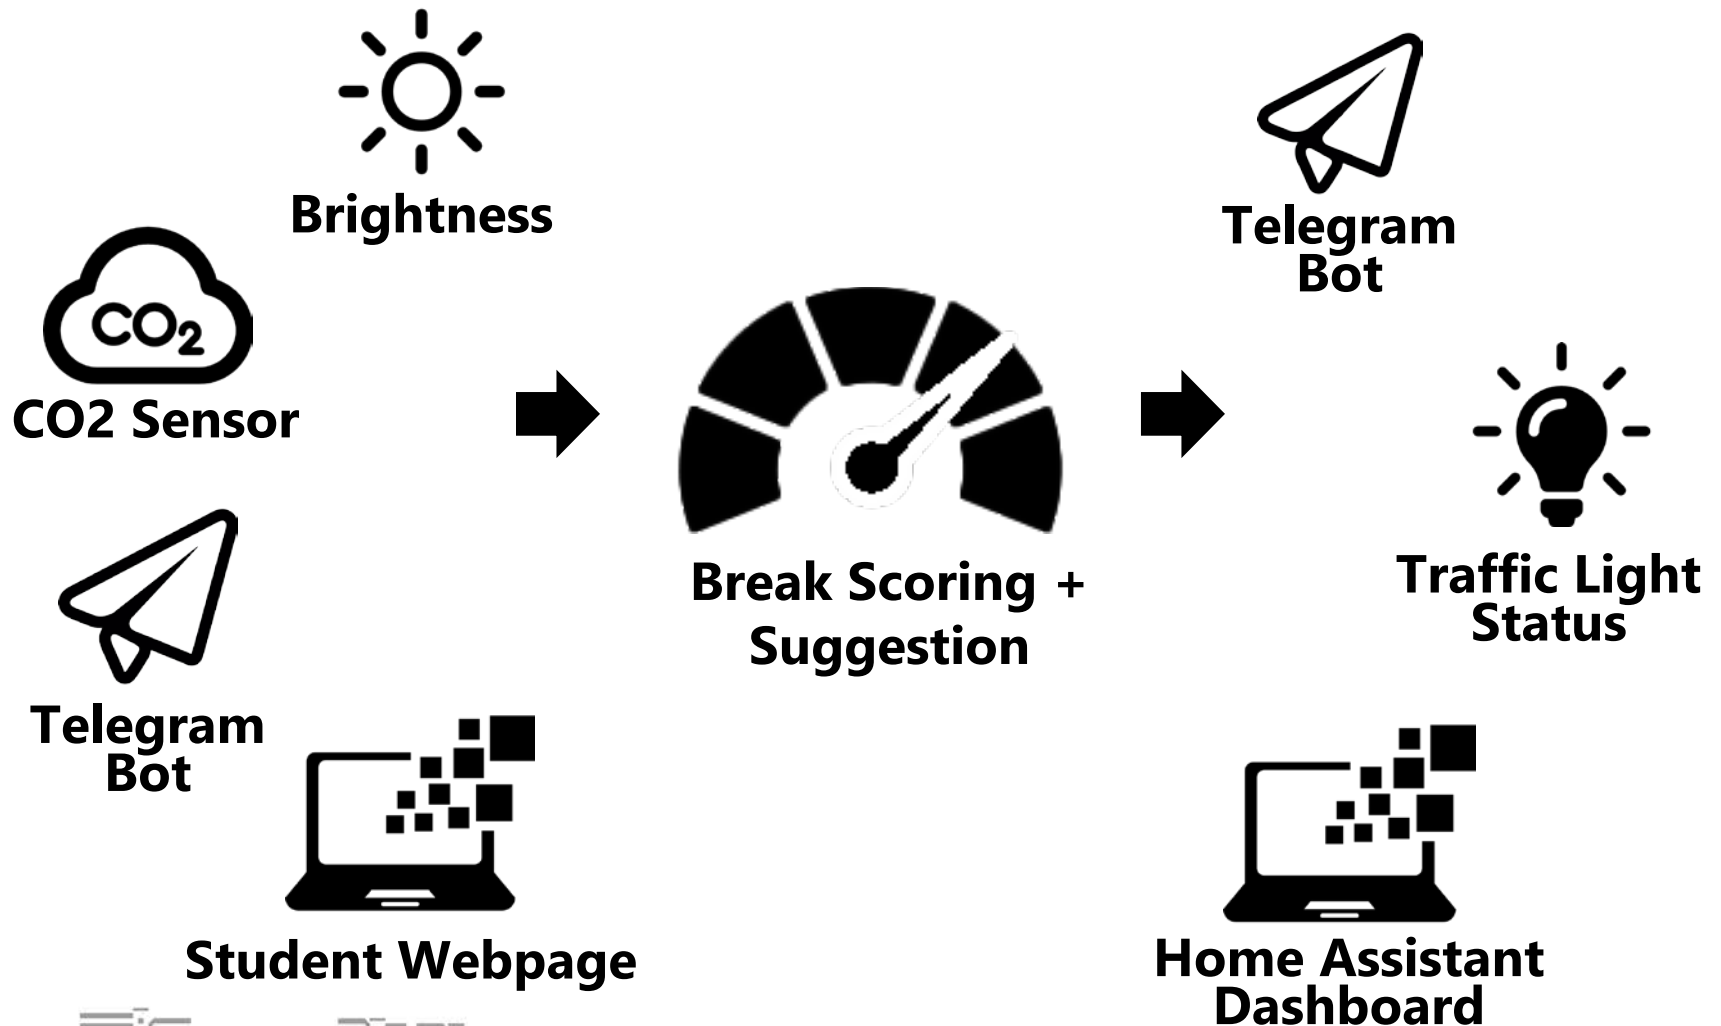 Brightness
CO2
CO2 Sensor
Telegram
Bot
Student Webpage
Break Scoring +
Suggestion
Telegram
Bot
Traffic Light
Status
Home Assistant
Dashboard